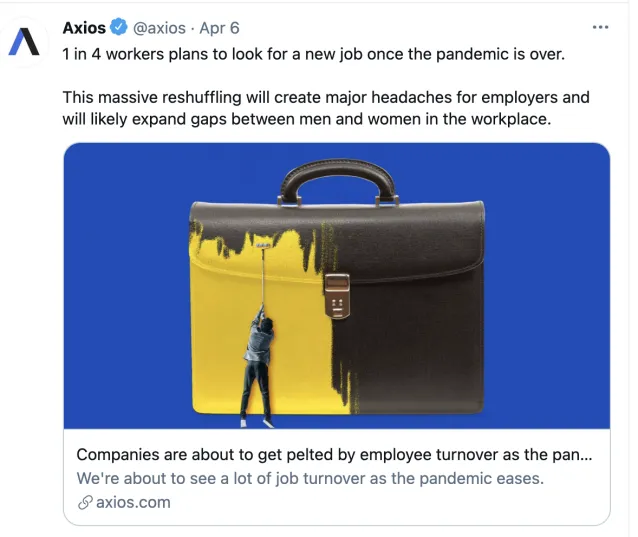 Axios @axios · Apr 6
1 in 4 workers plans to look for a new job once the pandemic is over.
This massive reshuffling will create major headaches for employers and
will likely expand gaps between men and women in the workplace.
Companies are about to get pelted by employee turnover as the pan...
We're about to see a lot of job turnover as the pandemic eases.
axios.com